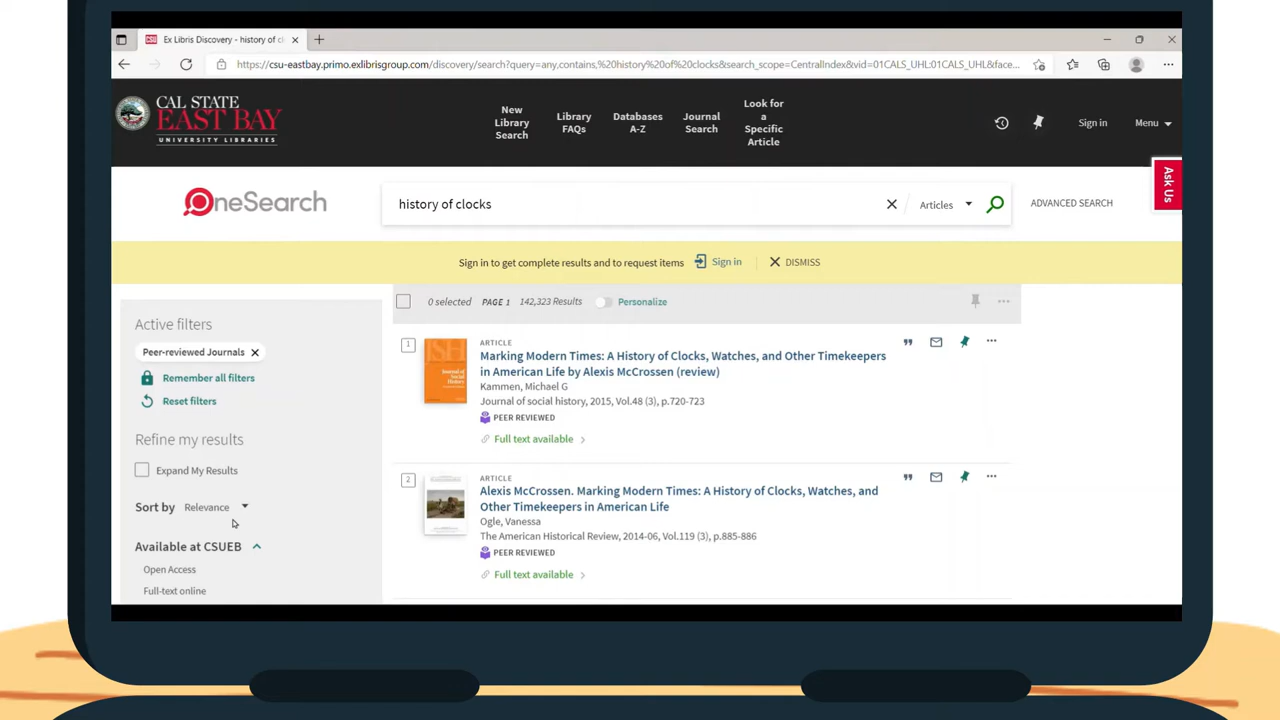 CSU Ex Libris Discovery - history of cl
https://csu-eastbay.primo.exlibrisgroup.com/discovery/search?query=any,contains,%20history%20of%20clocks&search_scope=CentralIndex&vid=01CALS_UHL:01CALS_UHL&face...
CAL STATE
EAST BAY
UNIVERSITY LIBRARIES
New
Library
Search
Library
FAQs
Databases
A-Z
Journal
Search
Look for
a
Specific
Article
Sign in
Menu
Ask Us
OneSearch
history of clocks
Articles
ADVANCED SEARCH
Sign in to get complete results and to request items
Sign in
DISMISS
Active filters
Peer-reviewed Journals
Remember all filters
Reset filters
Refine my results
Expand My Results
Sort by Relevance
Available at CSUEB
Open Access
Full-text online
0 selected PAGE 1 142,323 Results Personalize
1
ARTICLE
Marking Modern Times: A History of Clocks, Watches, and Other Timekeepers
in American Life by Alexis McCrossen (review)
Kammen, Michael G
Journal of social history, 2015, Vol.48 (3), p.720-723
PEER REVIEWED
Full text available
2
ARTICLE
Alexis McCrossen. Marking Modern Times: A History of Clocks, Watches, and
Other Timekeepers in American Life
Ogle, Vanessa
The American Historical Review, 2014-06, Vol.119 (3), p.885-886
PEER REVIEWED
Full text available